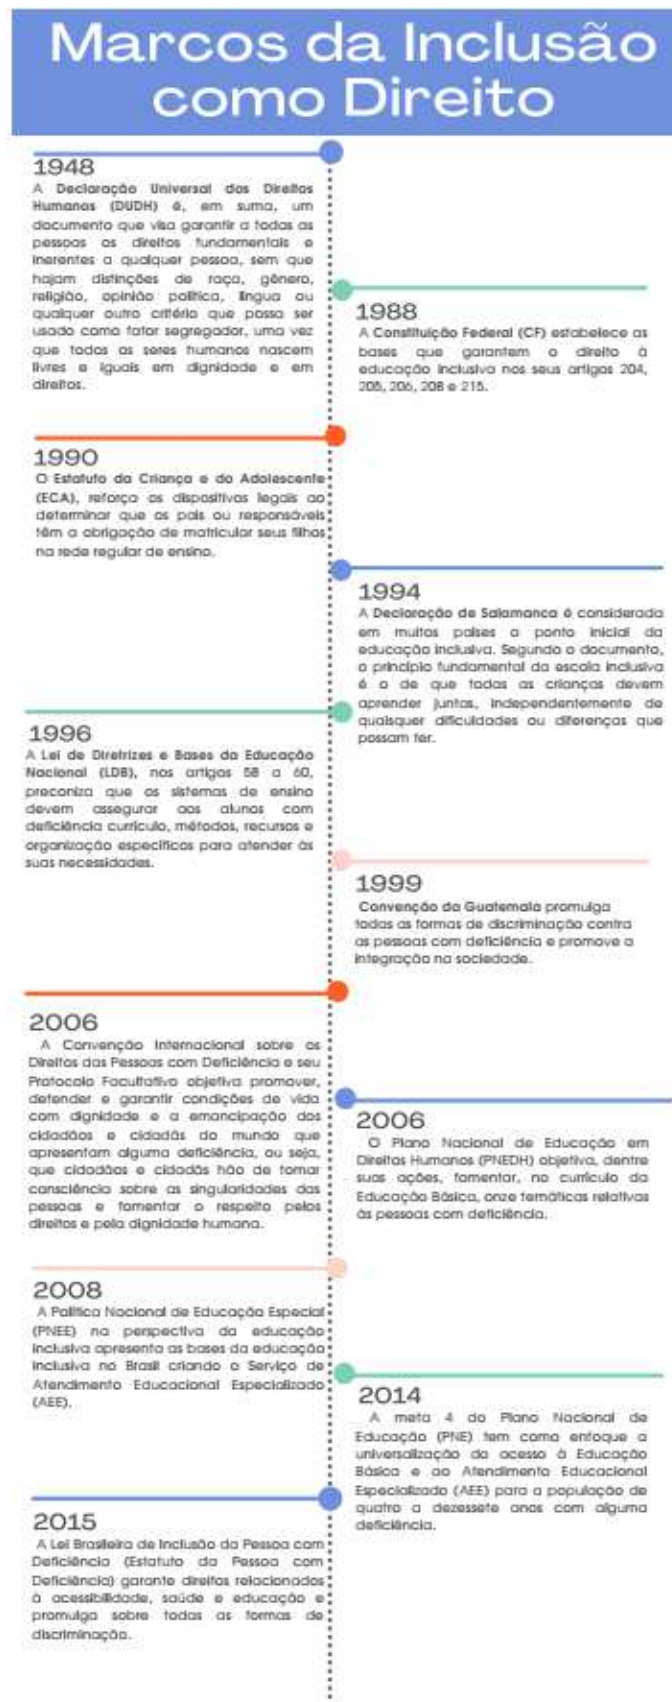 Marcos da Inclusão
como Direito
1948
A Declaração Universal dos Direitos
Humanos (DUDH) é, em suma, um
documento que visa garantir a todas as
pessoas os direitos fundamentais e
inerentes a qualquer pessoa, sem que
hajam distinções de raça, gênero,
religião, opinião política, língua ou
qualquer outro critério que possa ser
usado como fator segregador, uma vez
que todos os seres humanos nascem
livres e iguais em dignidade e em
direitos.
1988
A Constituição Federal (CF) estabelece as
bases que garantem o direito à
educação inclusiva nos seus artigos 204,
205, 206, 208 e 215.
1990
O Estatuto da Criança e do Adolescente
(ECA), reforça os dispositivos legais ao
determinar que os pais ou responsáveis
têm a obrigação de matricular seus filhos
na rede regular de ensino.
1994
A Declaração de Salamanca é considerada
em muitos países o ponto inicial da
educação inclusiva. Segundo o documento,
o princípio fundamental da escola inclusiva
é o de que todas as crianças devem
aprender juntas, independentemente de
quaisquer dificuldades ou diferenças que
possam ter.
1996
A Lei de Diretrizes e Bases da Educação
Nacional (LDB), nos artigos 58 a 60,
preconiza que os sistemas de ensino
devem assegurar aos alunos com
deficiência currículo, métodos, recursos e
organização específicos para atender às
suas necessidades.
1999
Convenção da Guatemala promulga
todas as formas de discriminação contra
as pessoas com deficiência e promove a
integração na sociedade.
2006
A Convenção Internacional sobre os
Direitos das Pessoas com Deficiência e seu
Protocolo Facultativo objetiva promover,
defender e garantir condições de vida
com dignidade e a emancipação dos
cidadãos e cidadãs do mundo que
apresentam alguma deficiência, ou seja,
que cidadãos e cidadãs hão de tomar
consciência sobre as singularidades das
pessoas e fomentar o respeito pelos
direitos e pela dignidade humana.
2006
O Plano Nacional de Educação em
Direitos Humanos (PNEDH) objetiva, dentre
suas ações, fomentar, no currículo da
Educação Básica, onze temáticas relativas
às pessoas com deficiência.
2008
A Política Nacional de Educação Especial
(PNEE) na perspectiva da educação
inclusiva apresenta as bases da educação
inclusiva no Brasil criando o Serviço de
Atendimento Educacional Especializado
(AEE).
2014
A meta 4 do Plano Nacional de
Educação (PNE) tem como enfoque a
universalização do acesso à Educação
Básica e ao Atendimento Educacional
Especializado (AEE) para a população de
quatro a dezessete anos com alguma
deficiência.
2015
A Lei Brasileira de Inclusão da Pessoa com
Deficiência (Estatuto da Pessoa com
Deficiência) garante direitos relacionados
à acessibilidade, saúde e educação e
promulga sobre todas as formas de
discriminação.